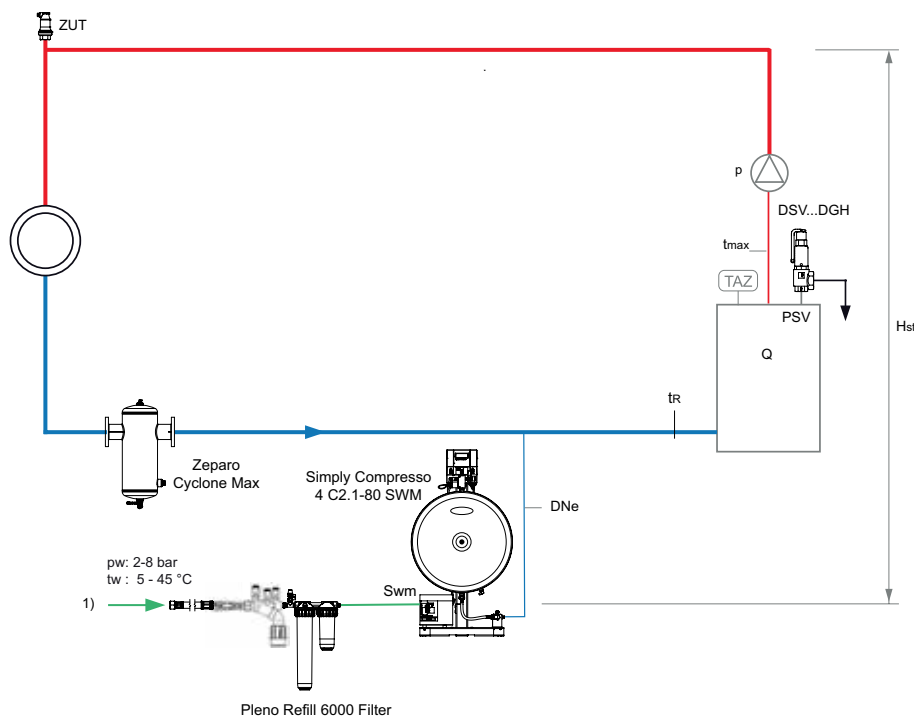 ZUT
p
DSV...DGH
tmax
TAZ
PSV
Hst
Q
tR
Zeparo
Cyclone Max
Simply Compresso
4 C2.1-80 SWM
DNe
pw: 2-8 bar
tw : 5 - 45 °C
Swm
1)
Pleno Refill 6000 Filter